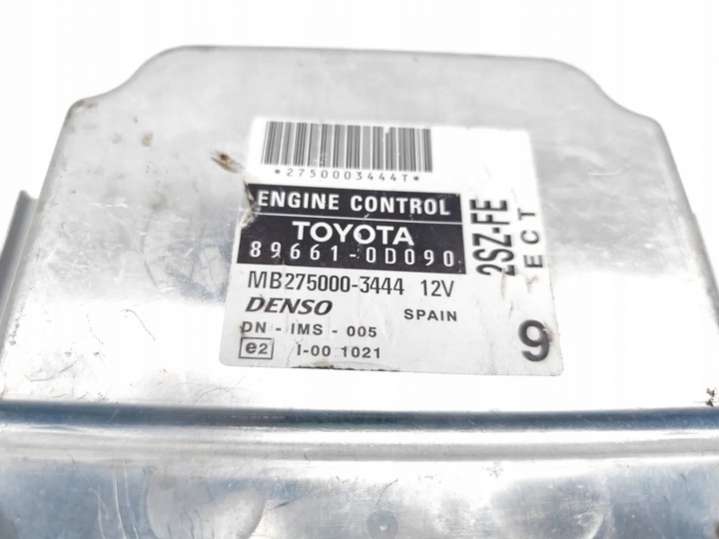 *2750003444T*
ENGINE CONTROL
TOYOTA
89661-0D090
MB275000-3444 12V
DENSO SPAIN
DN - IMS - 005
e2 I-00 1021
2SZ-FE
ECT
9